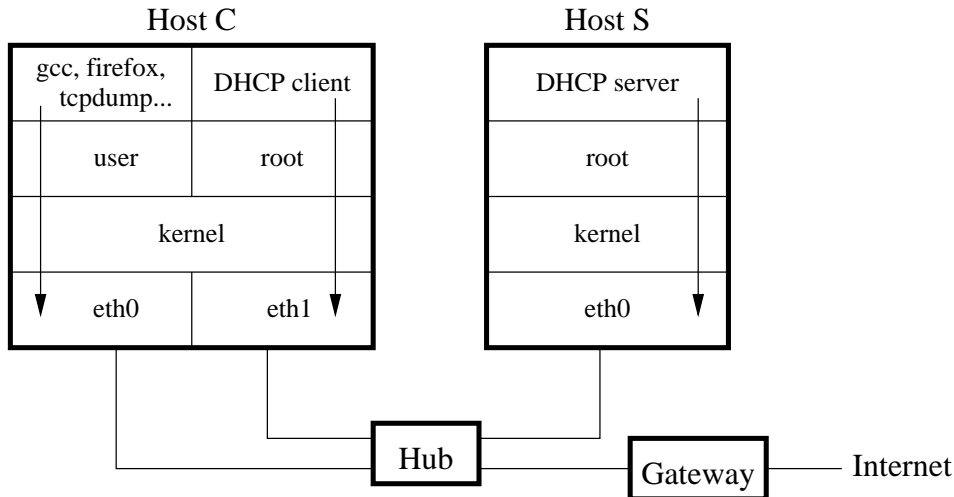 Host C
Host S
gcc, firefox,
tcpdump...
DHCP client
DHCP server
user
root
root
kernel
kernel
eth0
eth1
eth0
Hub
Gateway
Internet